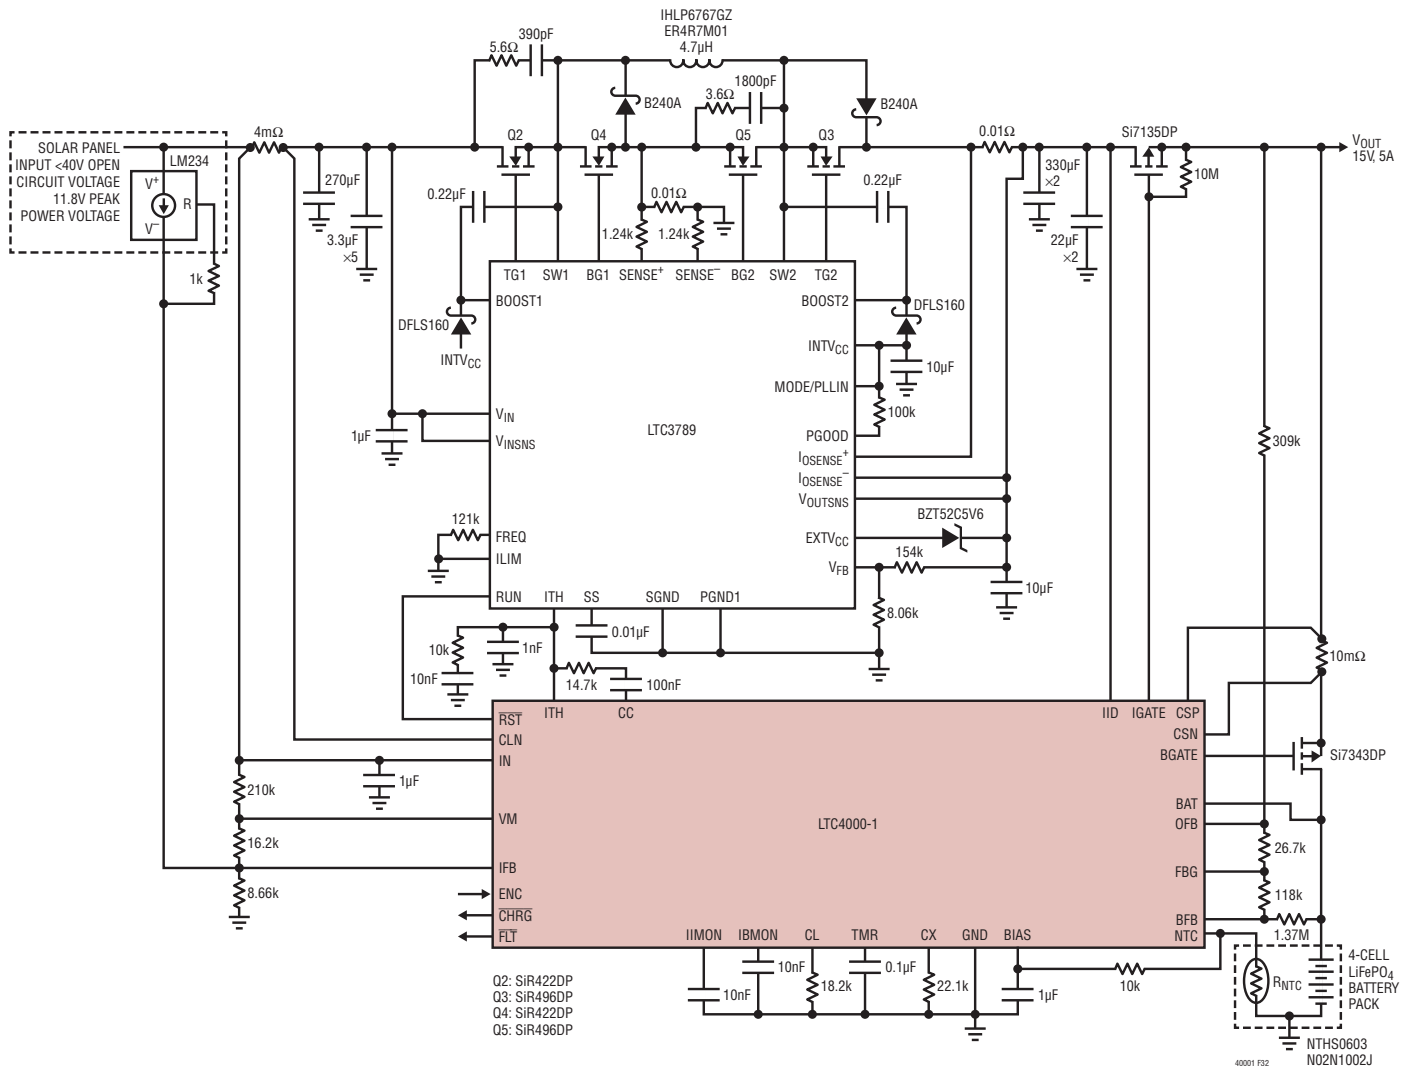 IHLP6767GZ
ER4R7M01
4.7µH
390pF
5.6Ω
1800pF
3.6Ω
B240A
B240A
4mΩ
Q2
Q4
Q5
Q3
0.01Ω
Si7135DP
VOUT
15V, 5A
SOLAR PANEL
INPUT <40V OPEN
CIRCUIT VOLTAGE
11.8V PEAK
POWER VOLTAGE
LM234
V+
R
V−
1k
270µF
3.3µF
×5
0.22µF
0.01Ω
1.24k
1.24k
0.22µF
330µF
×2
22µF
×2
10M
TG1
SW1
BG1
SENSE+
SENSE−
BG2
SW2
TG2
BOOST1
BOOST2
DFLS160
INTVCC
DFLS160
INTVCC
10µF
MODE/PLLIN
100k
PGOOD
VIN
1µF
VINSNS
LTC3789
IOSENSE+
IOSENSE−
VOUTSNS
309k
BZT52C5V6
EXTVCC
121k
FREQ
ILIM
154k
VFB
10µF
RUN
ITH
SS
SGND
PGND1
8.06k
0.01µF
10k
1nF
10nF
14.7k
100nF
10mΩ
RST
ITH
CC
IID
IGATE
CSP
CLN
CSN
IN
BGATE
Si7343DP
1µF
210k
VM
BAT
LTC4000-1
OFB
16.2k
26.7k
IFB
FBG
8.66k
ENC
118k
CHRG
BFB
1.37M
FLT
NTC
IIMON
IBMON
CL
TMR
CX
GND
BIAS
10nF
10nF
18.2k
0.1µF
22.1k
1µF
10k
RNTC
4-CELL
LiFePO4
BATTERY
PACK
Q2: SiR422DP
Q3: SiR496DP
Q4: SiR422DP
Q5: SiR496DP
NTHS0603
N02N1002J
40001 F32